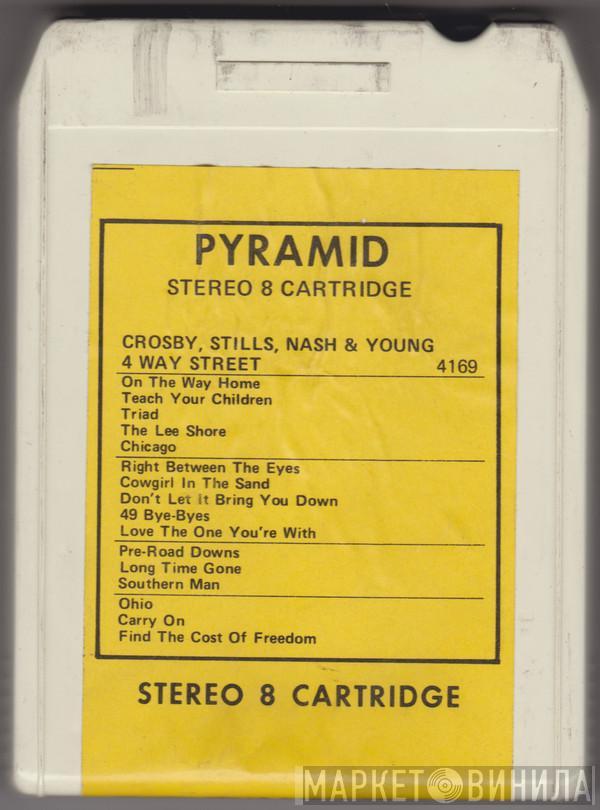 PYRAMID
STEREO 8 CARTRIDGE
CROSBY, STILLS, NASH & YOUNG
4 WAY STREET 4169
On The Way Home
Teach Your Children
Triad
The Lee Shore
Chicago
Right Between The Eyes
Cowgirl In The Sand
Don't Let It Bring You Down
49 Bye-Byes
Love The One You're With
Pre-Road Downs
Long Time Gone
Southern Man
Ohio
Carry On
Find The Cost Of Freedom
STEREO 8 CARTRIDGE
МАРКЕТ ВИНИЛА